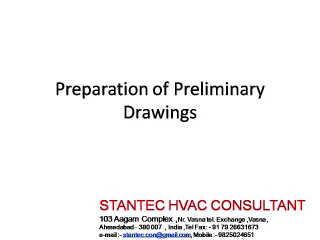 Preparation of Preliminary
Drawings
STANTEC HVAC CONSULTANT
103 Aagam Complex , Nr. Vasna tel. Exchange ,Vasna,
Ahmedabad – 380 007 , India ,Tel Fax: - 91 79 26631673
e-mail :- stantec.con@gmail.com, Mobile :- 9825024651